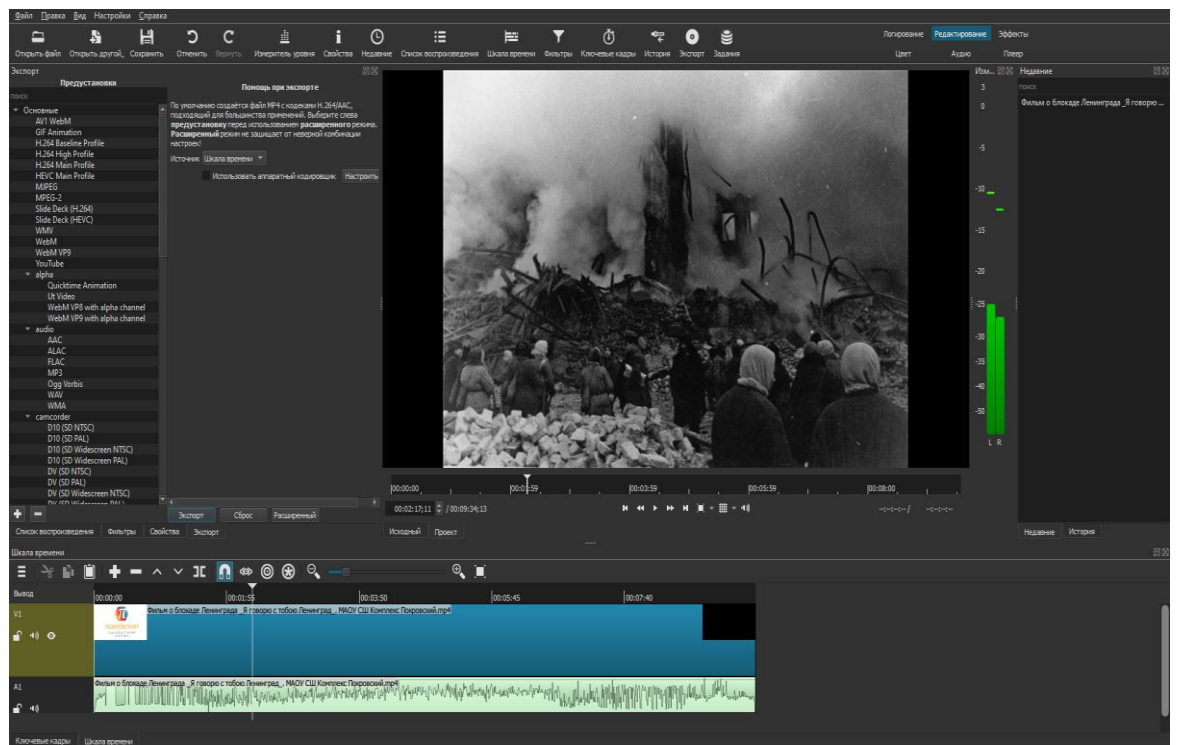 Файл Правка Вид Настройки Справка
Открыть файл Открыть другой.. Сохранить Отменить Вернуть Измеритель уровня Свойства Недавние Список воспроизведения Шкала времени Фильтры Ключевые кадры История Экспорт Задания
Логирование Редактирование Эффекты
Цвет Аудио Плеер
Экспорт
Предустановки
поиск
Основные
AV1 WebM
GIF Animation
H.264 Baseline Profile
H.264 High Profile
H.264 Main Profile
HEVC Main Profile
MJPEG
MPEG-2
Slide Deck (H.264)
Slide Deck (HEVC)
WMV
WebM
WebM VP9
YouTube
alpha
Quicktime Animation
Ut Video
WebM VP8 with alpha channel
WebM VP9 with alpha channel
audio
AAC
ALAC
FLAC
MP3
Ogg Vorbis
WAV
WMA
camcorder
D10 (SD NTSC)
D10 (SD PAL)
D10 (SD Widescreen NTSC)
D10 (SD Widescreen PAL)
DV (SD NTSC)
DV (SD PAL)
DV (SD Widescreen NTSC)
DV (SD Widescreen PAL)
Помощь при экспорте
По умолчанию создаётся файл MP4 с кодеками H.264/AAC,
подходящий для большинства применений. Выберите слева
предустановку перед использованием расширенного режима.
Расширенный режим не защищает от неверной комбинации
настроек!
Источник Шкала времени
Использовать аппаратный кодировщик Настроить
Экспорт Сброс Расширенный
Список воспроизведения Фильтры Свойства Экспорт
00:00:00 00:01:59 00:03:59 00:05:59 00:08:00
00:02:17;11 / 00:09:34;13
--:--:--/ --:--:--
Исходный Проект
Изм...
3
0
-5
-10
-15
-20
-25
-30
-35
-40
-50
L R
Недавние
поиск
Фильм о блокаде Ленинграда _Я говорю ...
Недавние История
Шкала времени
Вывод
00:00:00 00:01:55 00:03:50 00:05:45 00:07:40
V1
ПОКРОВСКИЙ
Фильм о блокаде Ленинграда _Я говорю с тобою Ленинград_. МАОУ СШ Комплекс Покровский.mp4
A1
Фильм о блокаде Ленинграда _Я говорю с тобою Ленинград_. МАОУ СШ Комплекс Покровский.mp4
Ключевые кадры Шкала времени